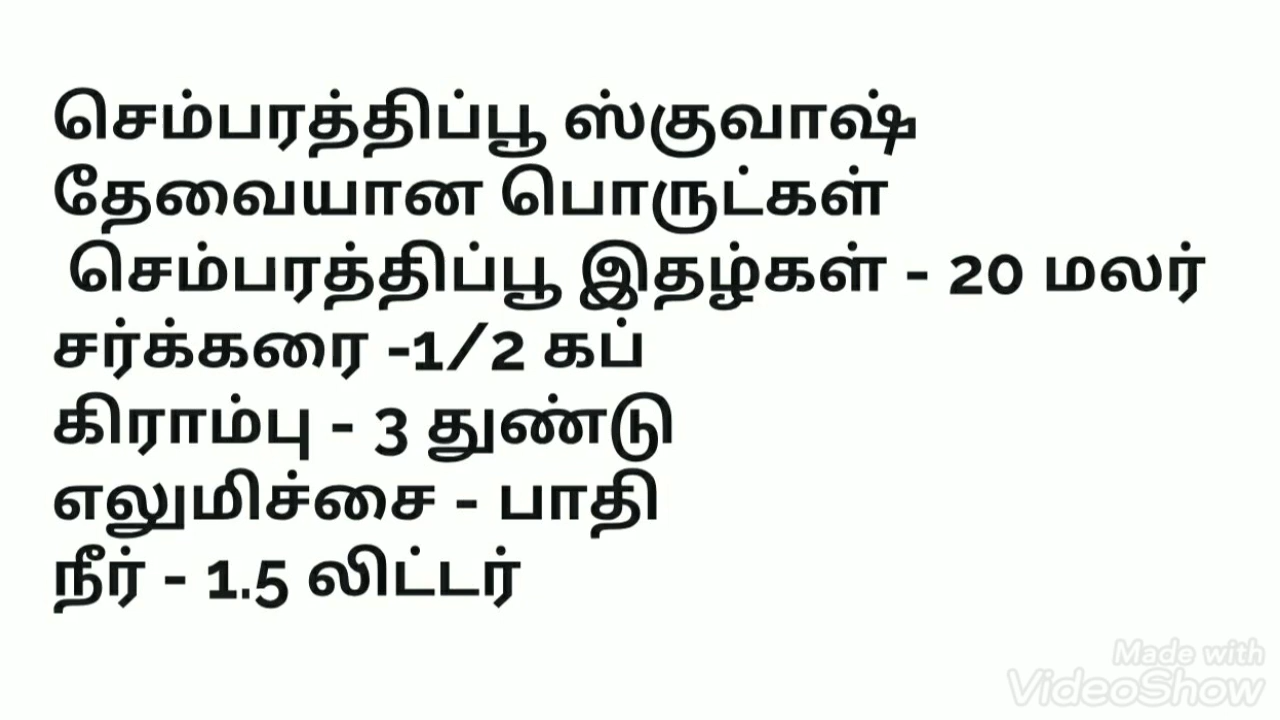 செம்பரத்திப்பூ ஸ்குவாஷ்
தேவையான பொருட்கள்
செம்பரத்திப்பூ இதழ்கள் - 20 மலர்
சர்க்கரை -1/2 கப்
கிராம்பு - 3 துண்டு
எலுமிச்சை - பாதி
நீர் - 1.5 லிட்டர்
Made with
VideoShow